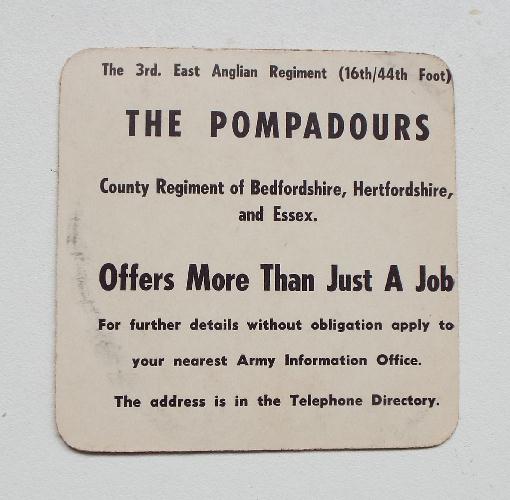 The 3rd. East Anglian Regiment (16th/44th Foot)
THE POMPADOURS
County Regiment of Bedfordshire, Hertfordshire,
and Essex.
Offers More Than Just A Job
For further details without obligation apply to
your nearest Army Information Office.
The address is in the Telephone Directory.